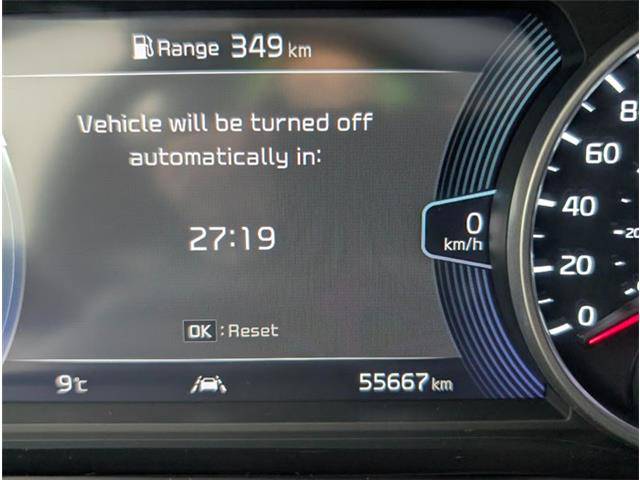 Range 349 km
Vehicle will be turned off
automatically in:
27:19
OK : Reset
0
km/h
9°C
55667 km
80
60
40
20
20
0